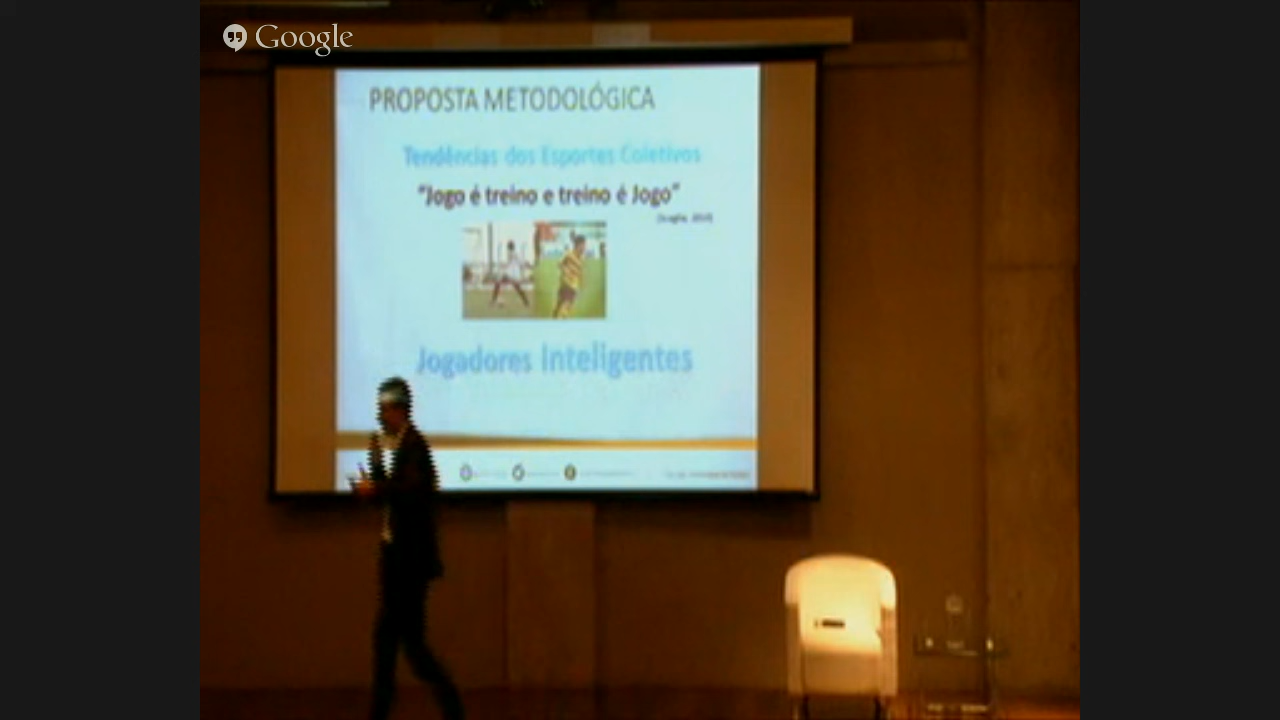 Google
PROPOSTA METODOLÓGICA
Tendências dos Esportes Coletivos
"Jogo é treino e treino é Jogo"
Jogadores Inteligentes